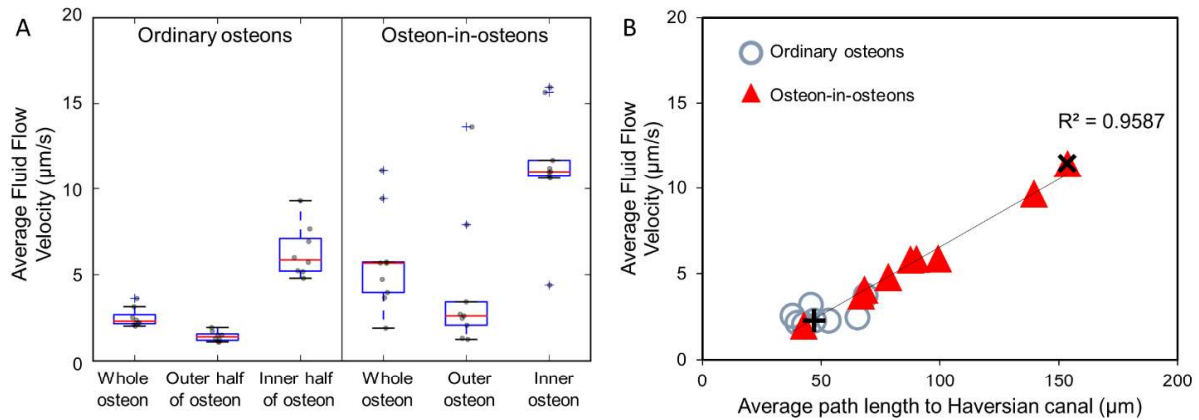 A
Ordinary osteons
Osteon-in-osteons
Average Fluid Flow
Velocity (µm/s)
20
15
10
5
0
Whole
osteon
Outer half
of osteon
Inner half
of osteon
Whole
osteon
Outer
osteon
Inner
osteon
B
Ordinary osteons
Osteon-in-osteons
R² = 0.9587
Average Fluid Flow
Velocity (µm/s)
20
15
10
5
0
0
50
100
150
200
Average path length to Haversian canal (µm)